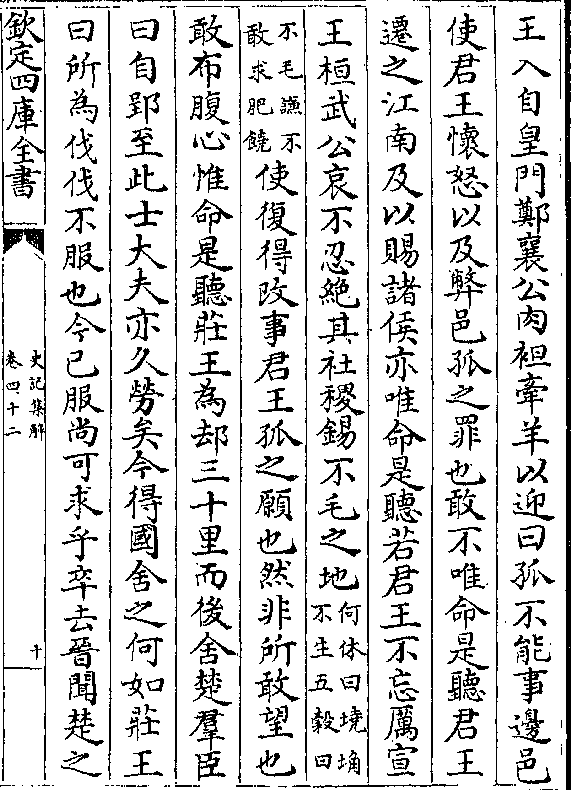 王入自皇門鄭襄公肉袒牽羊以迎曰孤不能事邊邑
使君王懷怒以及弊邑孤之罪也敢不唯命是聽君王
遷之江南及以賜諸侯亦唯命是聽若君王不忘厲宣
王桓武公哀不忍絕其社稷錫不毛之地何休曰墝埆不生五穀曰
不毛謙不敢求肥饒使復得改事君王孤之願也然非所敢望也
敢布腹心惟命是聽莊王為却三十里而後舍楚羣臣
曰自郢至此士大夫亦久勞矣今得國舍之何如莊王
曰所為伐伐不服也今已服尚可求乎卒去晉聞楚之
欽定四庫全書
史記集解
卷四十二
十